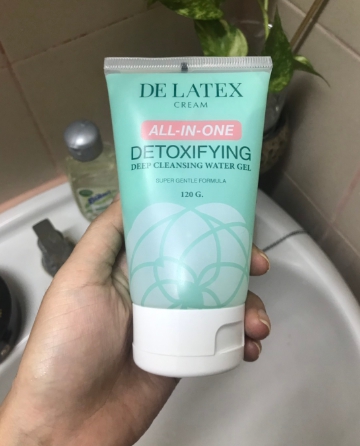 DE LATEX
CREAM
ALL-IN-ONE
DETOXIFYING
DEEP CLEANSING WATER GEL
SUPER GENTLE FORMULA
120 G.